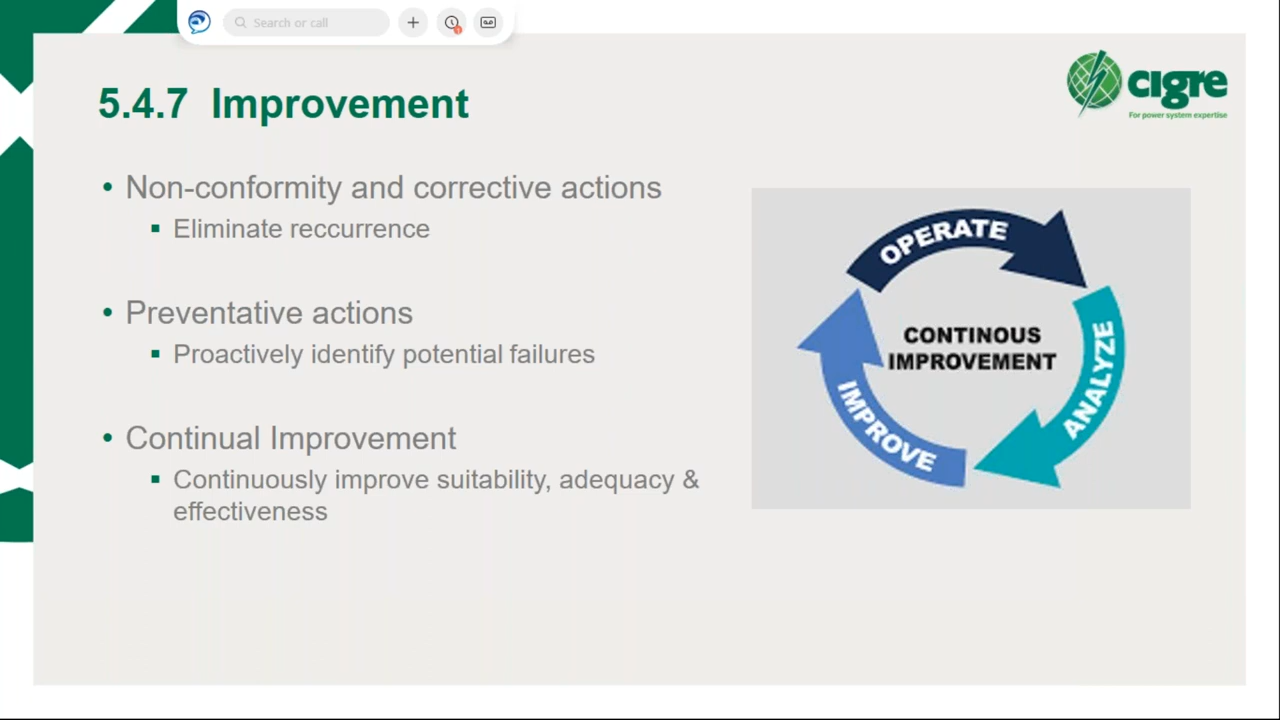 Search or call
5.4.7 Improvement
cigre
For power system expertise
• Non-conformity and corrective actions
▪ Eliminate reccurrence
• Preventative actions
▪ Proactively identify potential failures
• Continual Improvement
▪ Continuously improve suitability, adequacy &
effectiveness
OPERATE
CONTINOUS
IMPROVEMENT
ANALYZE
IMPROVE